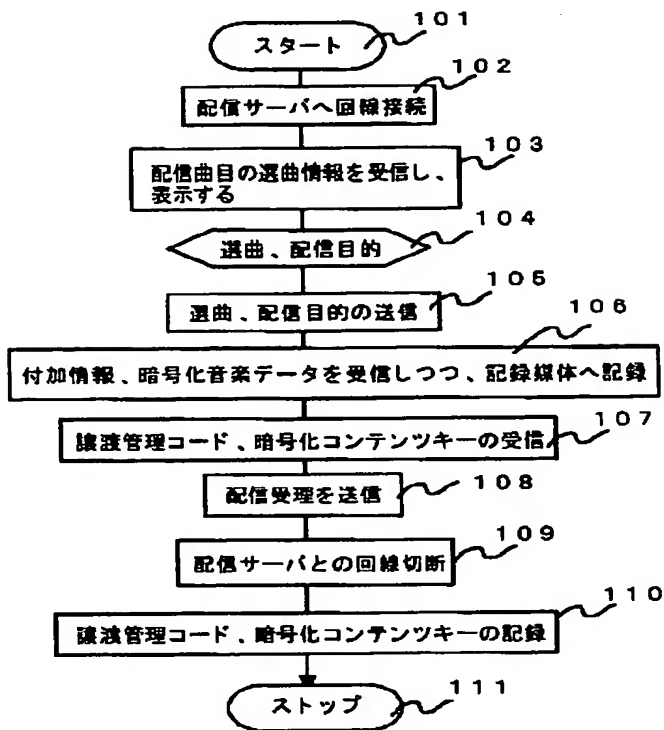 スタート
101
102
配信サーバへ回線接続
103
配信曲目の選曲情報を受信し、
表示する
104
選曲、配信目的
105
選曲、配信目的の送信
106
付加情報、暗号化音楽データを受信しつつ、記録媒体へ記録
107
譲渡管理コード、暗号化コンテンツキーの受信
108
配信受理を送信
109
配信サーバとの回線切断
110
譲渡管理コード、暗号化コンテンツキーの記録
111
ストップ